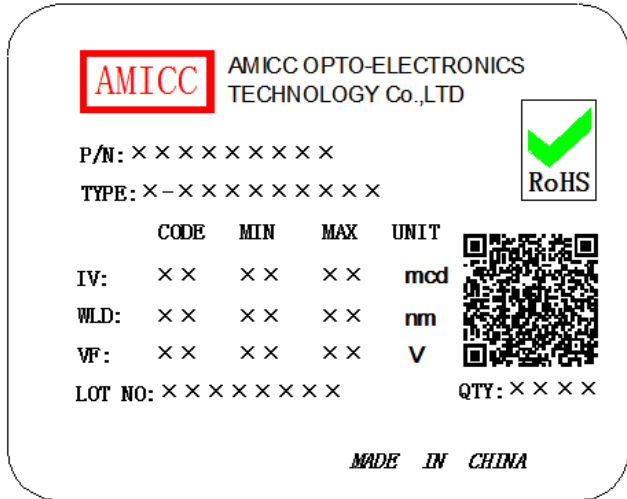 AMICC
AMICC OPTO-ELECTRONICS
TECHNOLOGY Co.,LTD
RoHS
P/N: × × × × × × × × ×
TYPE: ×-× × × × × × × × ×
CODE MIN MAX UNIT
IV: ×× ×× ×× mcd
WLD: ×× ×× ×× nm
VF: ×× ×× ×× V
LOT NO: × × × × × × × × QTY: × × × ×
MADE IN CHINA